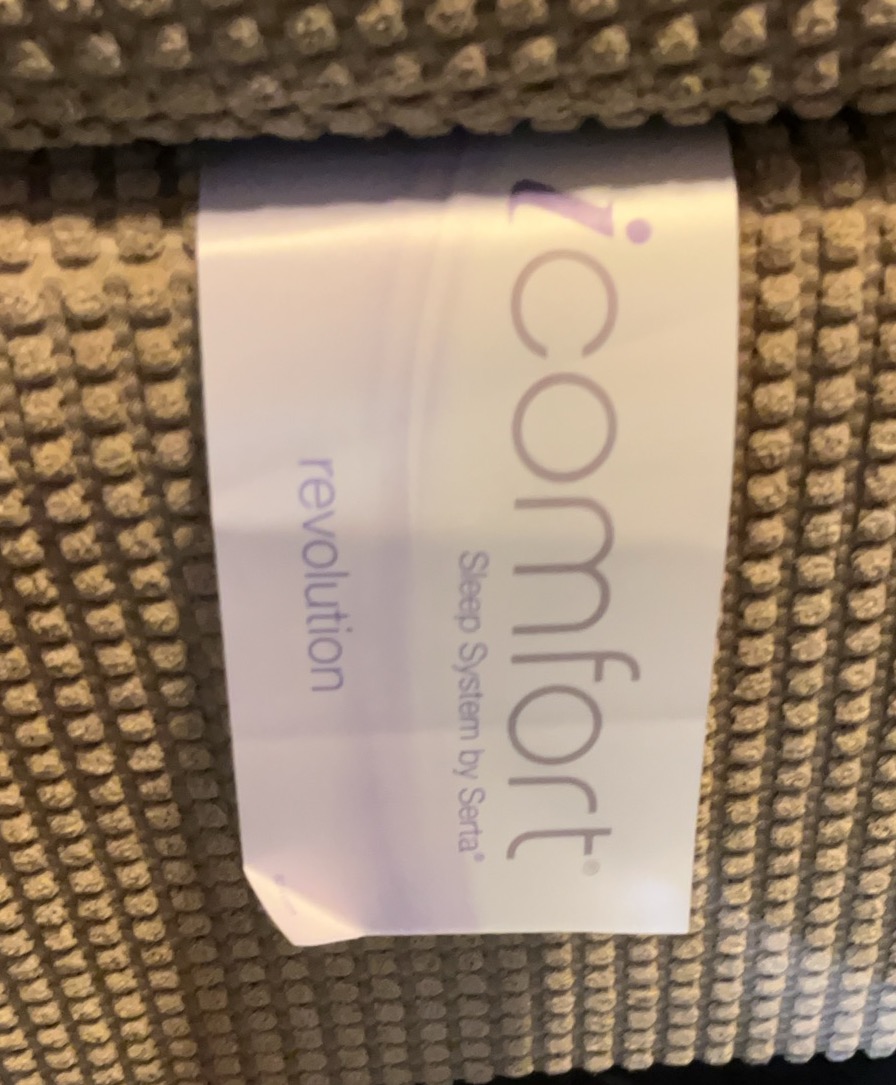 icomfort®
Sleep System by Serta®
revolution